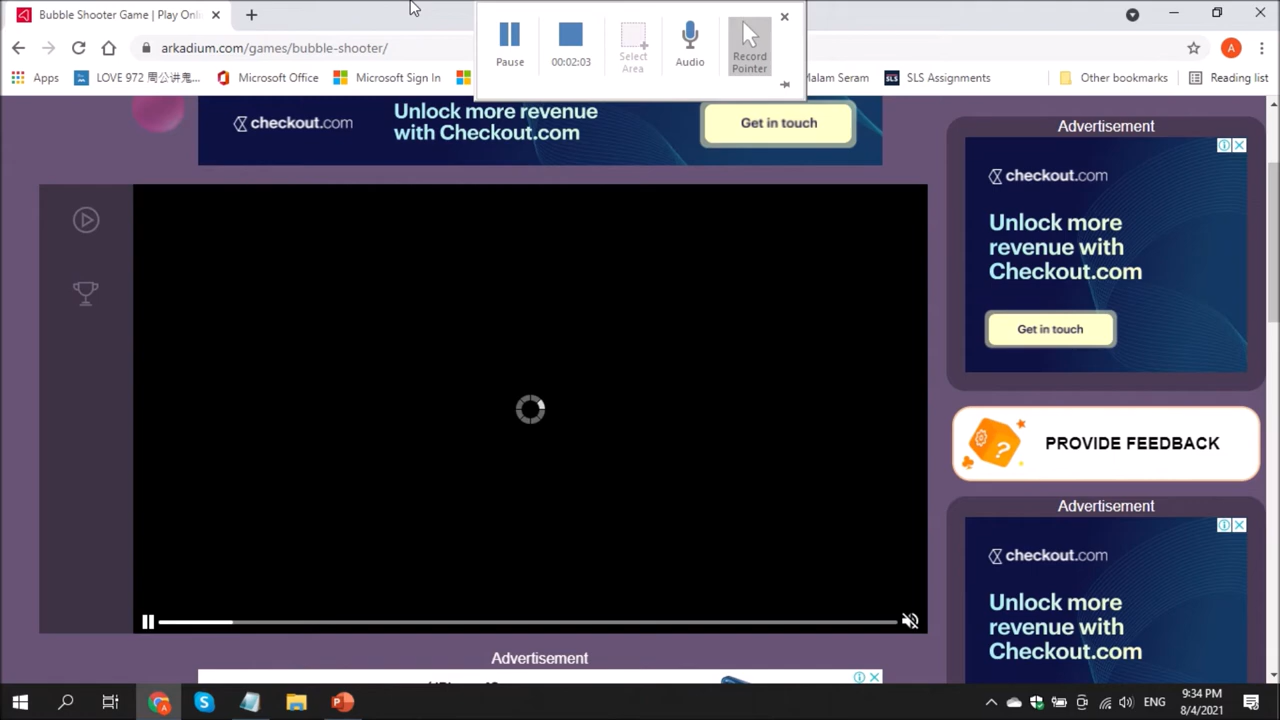 Bubble Shooter Game | Play Onli
Pause
00:02:03
Select
Area
Audio
Record
Pointer
arkadium.com/games/bubble-shooter/
A
Apps
LOVE 972 周公讲鬼...
Microsoft Office
Microsoft Sign In
Malam Seram
SLS
SLS Assignments
Other bookmarks
Reading list
checkout.com
Unlock more revenue
with Checkout.com
Get in touch
Advertisement
checkout.com
Unlock more
revenue with
Checkout.com
Get in touch
PROVIDE FEEDBACK
Advertisement
checkout.com
Unlock more
revenue with
Checkout.com
Advertisement
ENG
9:34 PM
8/4/2021